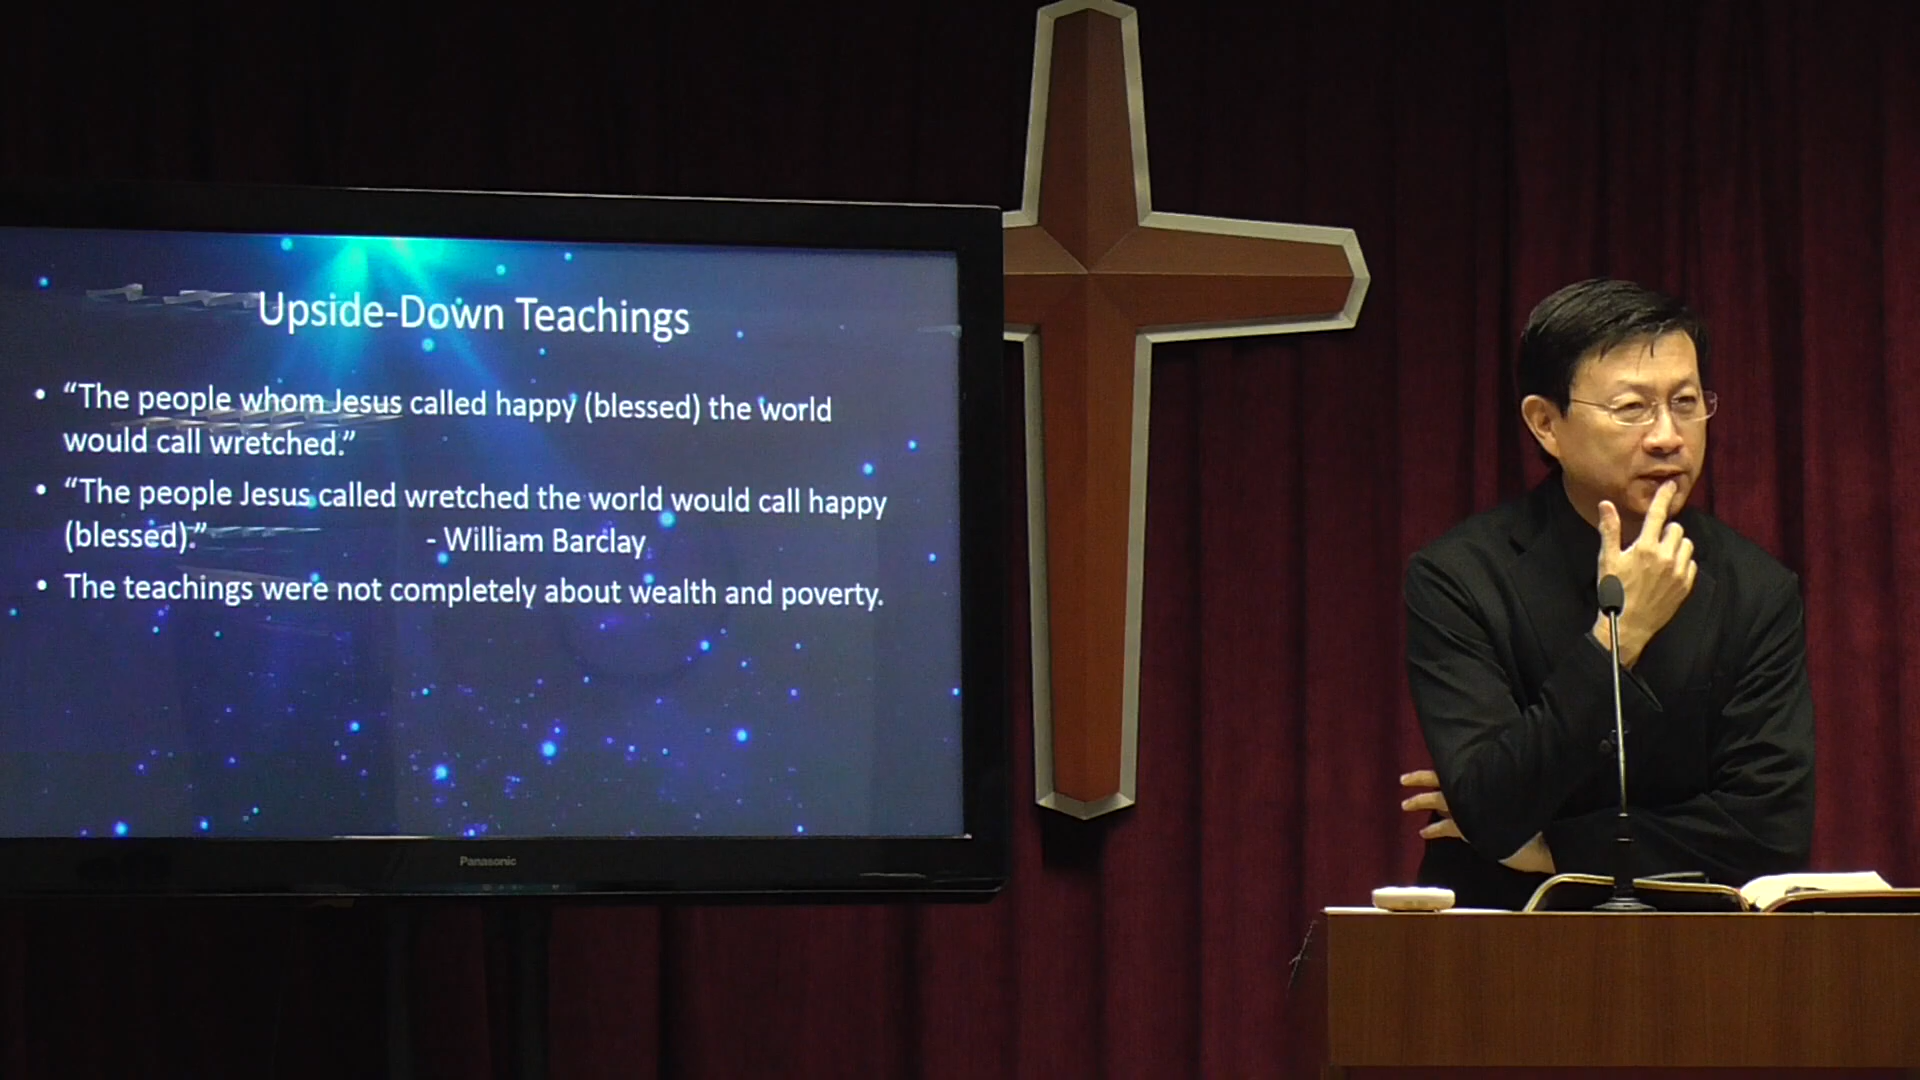 Upside-Down Teachings
• “The people whom Jesus called happy (blessed) the world
would call wretched.”
• “The people Jesus called wretched the world would call happy
(blessed).” - William Barclay
• The teachings were not completely about wealth and poverty.
Panasonic